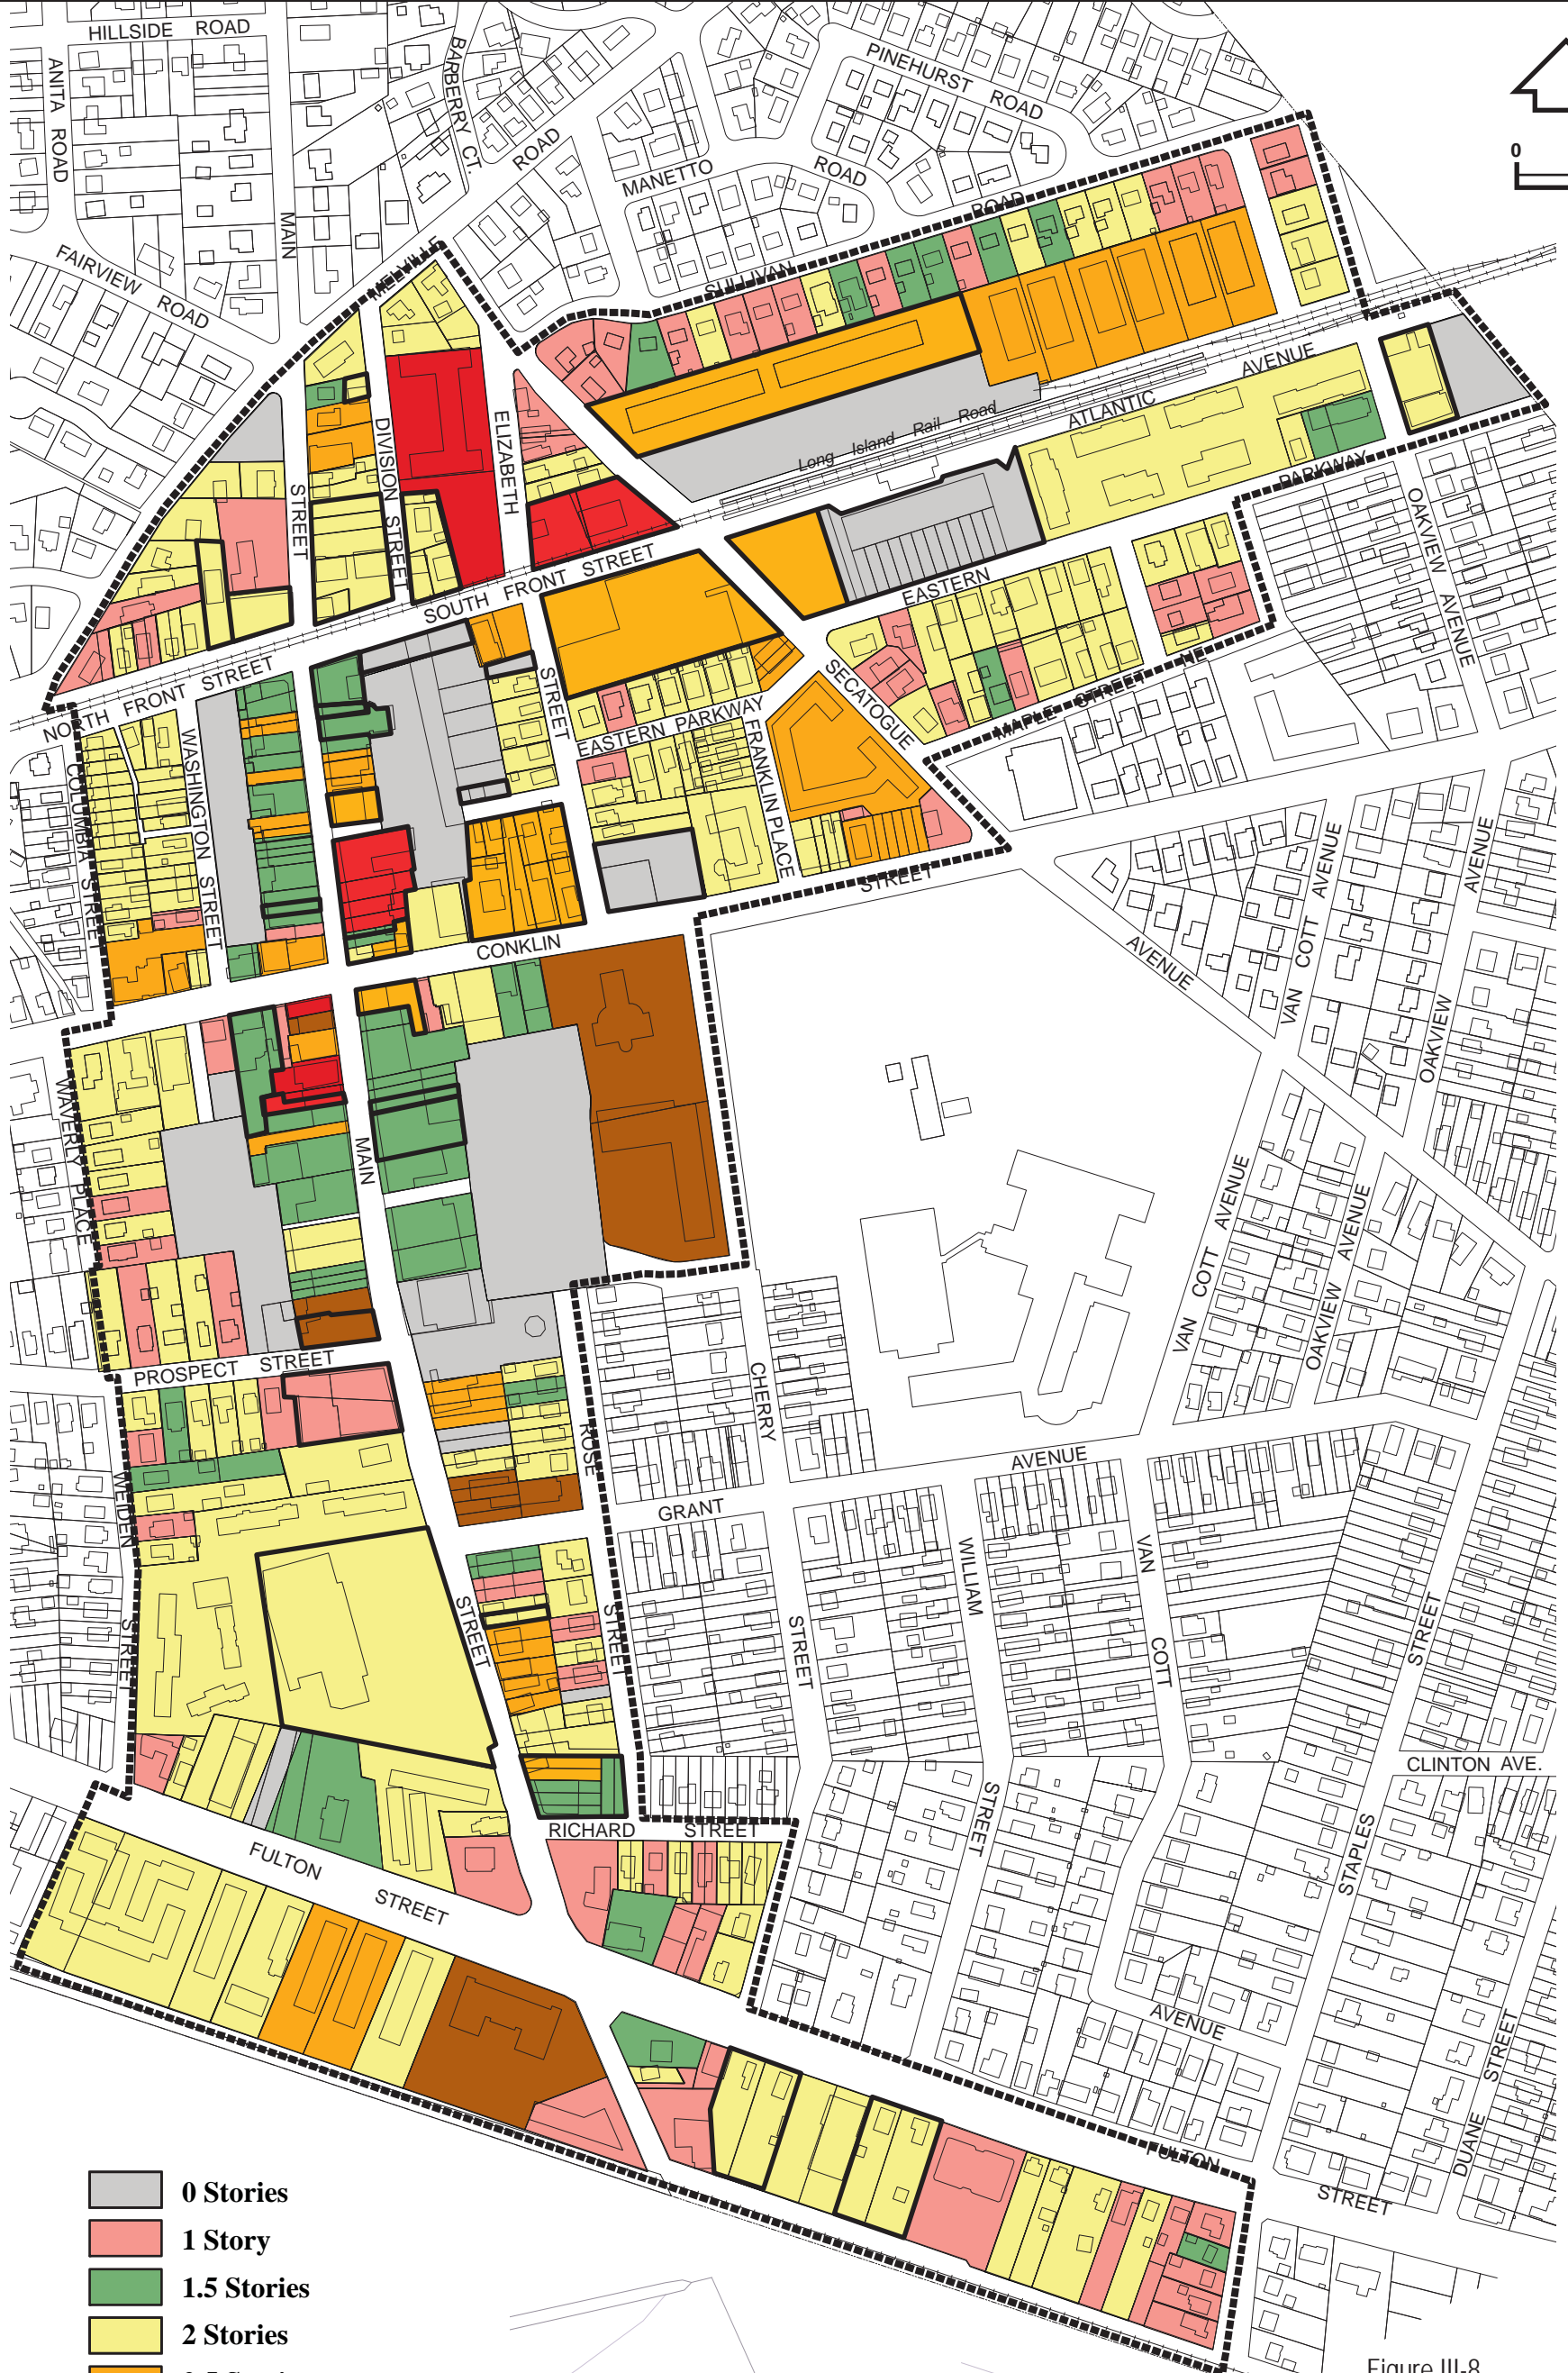 HILLSIDE ROAD
ANITA ROAD
BARBERRY CT.
ROAD
PINEHURST ROAD
MANETTO ROAD
MAIN
FAIRVIEW ROAD
MELVILLE
SULLIVAN ROAD
0
DIVISION STREET
ELIZABETH
STREET
Long Island Rail Road
ATLANTIC AVENUE
PARKWAY
OAKVIEW AVENUE
SOUTH FRONT STREET
EASTERN
NORTH FRONT STREET
STREET
EASTERN PARKWAY
SECATOGUE
MAPLE STREET
COLUMBIA STREET
WASHINGTON STREET
FRANKLIN PLACE
STREET
CONKLIN
AVENUE
VAN COTT AVENUE
AVENUE
OAKVIEW
WAVERLY PLACE
MAIN
VAN COTT AVENUE
OAKVIEW AVENUE
PROSPECT STREET
CHERRY
ROSE
AVENUE
GRANT
WEIDEN
STREET
STREET
STREE
STREET
WILLIAM
VAN
COTT
STREET
CLINTON AVE.
STREET
STAPLES
RICHARD STREET
FULTON
STREET
AVENUE
STREET
DUANE
FULTON
STREET
0 Stories
1 Story
1.5 Stories
2 Stories
Figure III-8